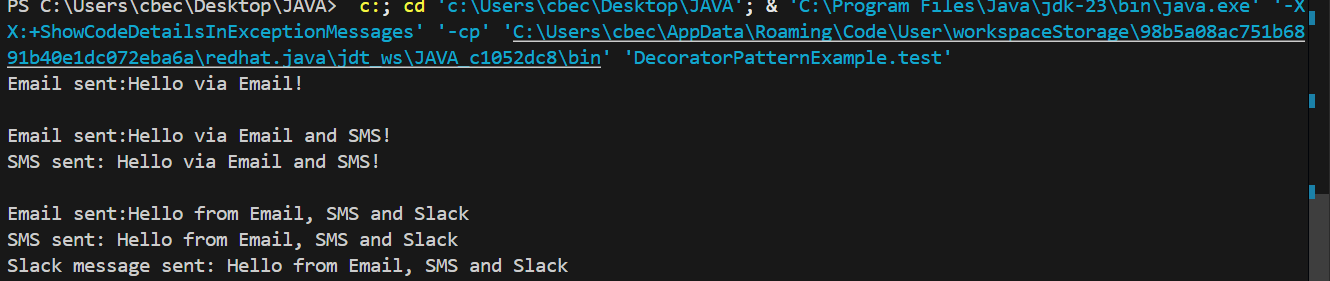 PS C:\Users\cbec\Desktop\JAVA>  c:; cd 'c:\Users\cbec\Desktop\JAVA'; & 'C:\Program Files\Java\jdk-23\bin\java.exe' '-X
X:+ShowCodeDetailsInExceptionMessages' '-cp' 'C:\Users\cbec\AppData\Roaming\Code\User\workspaceStorage\98b5a08ac751b68
91b40e1dc072eba6a\redhat.java\jdt_ws\JAVA_c1052dc8\bin' 'DecoratorPatternExample.test'
Email sent:Hello via Email!
Email sent:Hello via Email and SMS!
SMS sent: Hello via Email and SMS!
Email sent:Hello from Email, SMS and Slack
SMS sent: Hello from Email, SMS and Slack
Slack message sent: Hello from Email, SMS and Slack